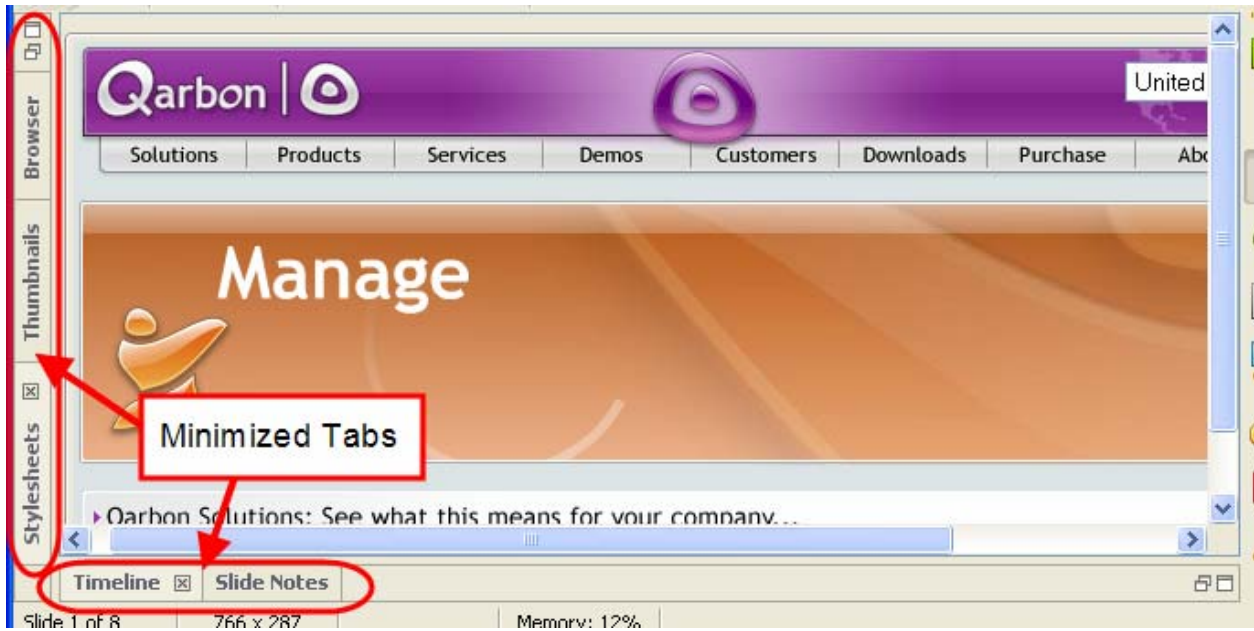 Browser
Thumbnails
Stylesheets
Qarbon
United
Solutions Products Services Demos Customers Downloads Purchase Abo
Manage
Minimized Tabs
Qarbon Solutions: See what this means for your company...
Timeline Slide Notes
Slide 1 of 8 766 x 287 Memory: 12%